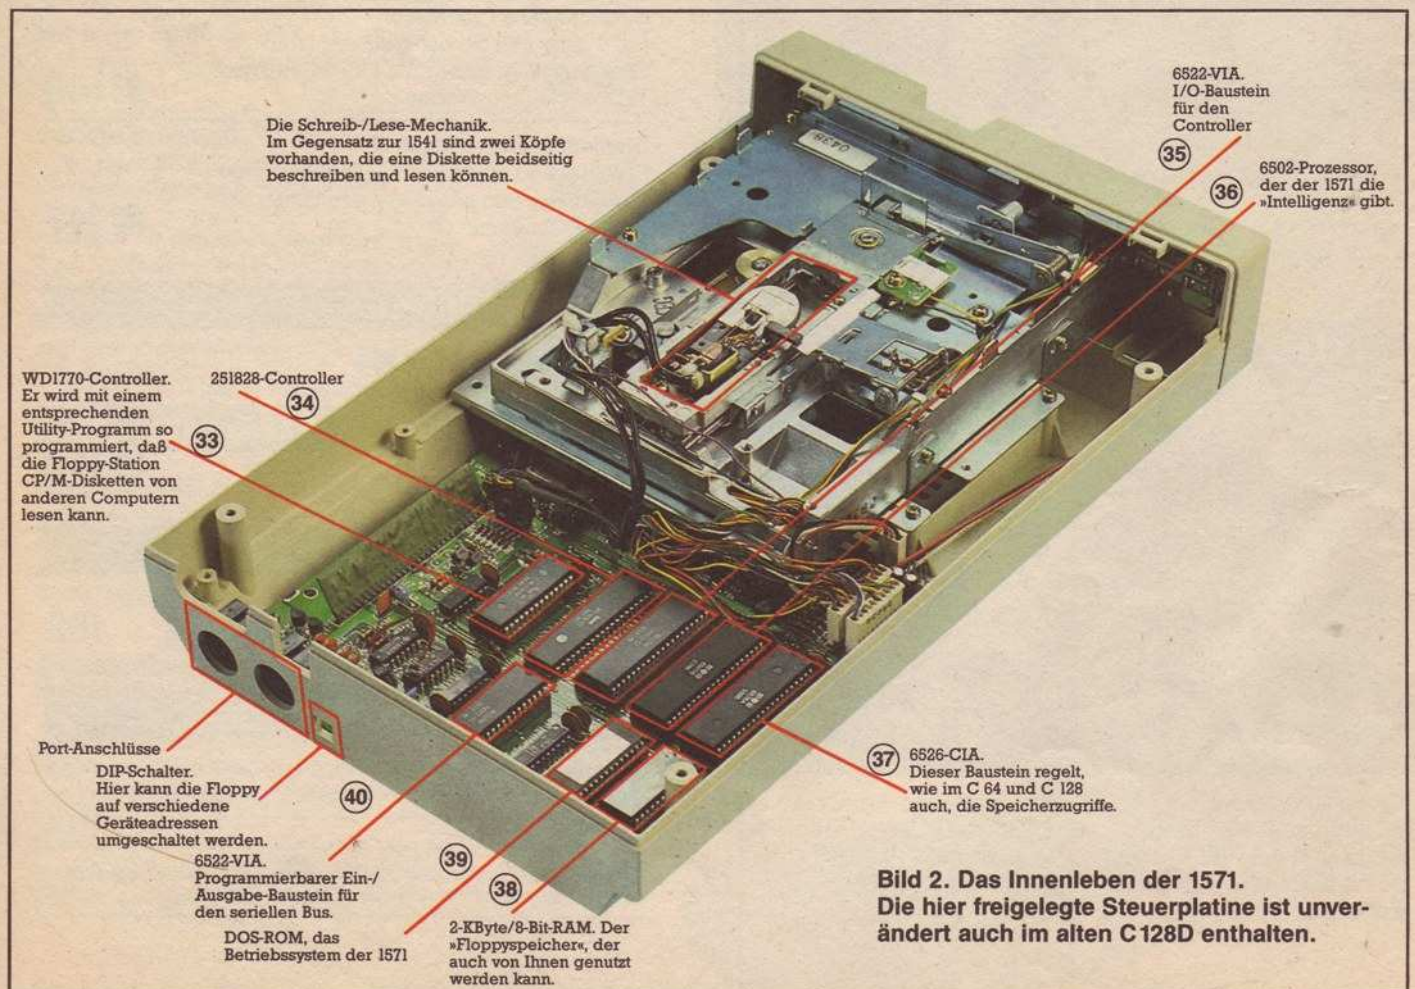 Die Schreib-/Lese-Mechanik.
Im Gegensatz zur 1541 sind zwei Köpfe
vorhanden, die eine Diskette beidseitig
beschreiben und lesen können.
6522-VIA.
I/O-Baustein
für den
Controller
35
36
6502-Prozessor,
der der 1571 die
»Intelligenz« gibt.
0438
WD1770-Controller.
Er wird mit einem
entsprechenden
Utility-Programm so
programmiert, daß
die Floppy-Station
CP/M-Disketten von
anderen Computern
lesen kann.
33
251828-Controller
34
Port-Anschlüsse
DIP-Schalter.
Hier kann die Floppy
auf verschiedene
Geräteadressen
umgeschaltet werden.
40
6522-VIA.
Programmierbarer Ein-/
Ausgabe-Baustein für
den seriellen Bus.
39
DOS-ROM, das
Betriebssystem der 1571
38
2-KByte/8-Bit-RAM. Der
»Floppyspeicher«, der
auch von Ihnen genutzt
werden kann.
37
6526-CIA.
Dieser Baustein regelt,
wie im C 64 und C 128
auch, die Speicherzugriffe.
Bild 2. Das Innenleben der 1571.
Die hier freigelegte Steuerplatine ist unver-
ändert auch im alten C 128D enthalten.